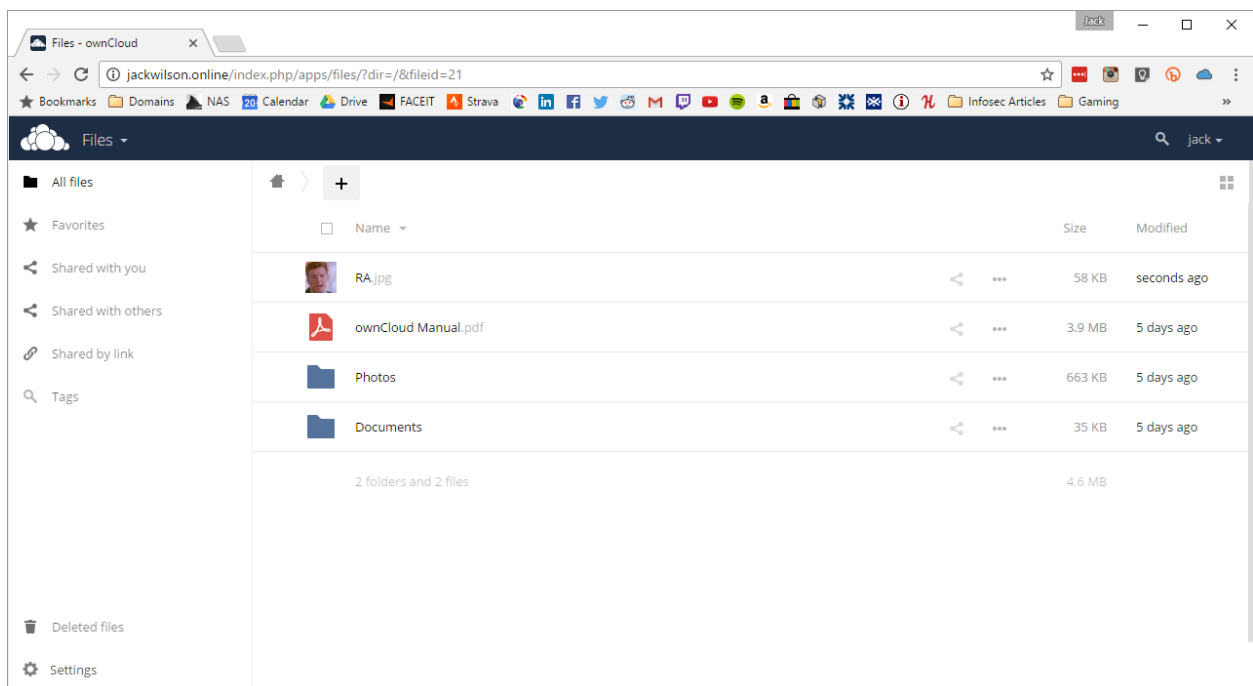 Jack
Files - ownCloud
jackwilson.online/index.php/apps/files/?dir=/&fileid=21
Bookmarks Domains NAS 20 Calendar Drive FACEIT Strava Infosec Articles Gaming »
Files jack
All files
Favorites
Shared with you
Shared with others
Shared by link
Tags
+
Name Size Modified
RA.jpg 58 KB seconds ago
ownCloud Manual.pdf 3.9 MB 5 days ago
Photos 663 KB 5 days ago
Documents 35 KB 5 days ago
2 folders and 2 files 4.6 MB
Deleted files
Settings